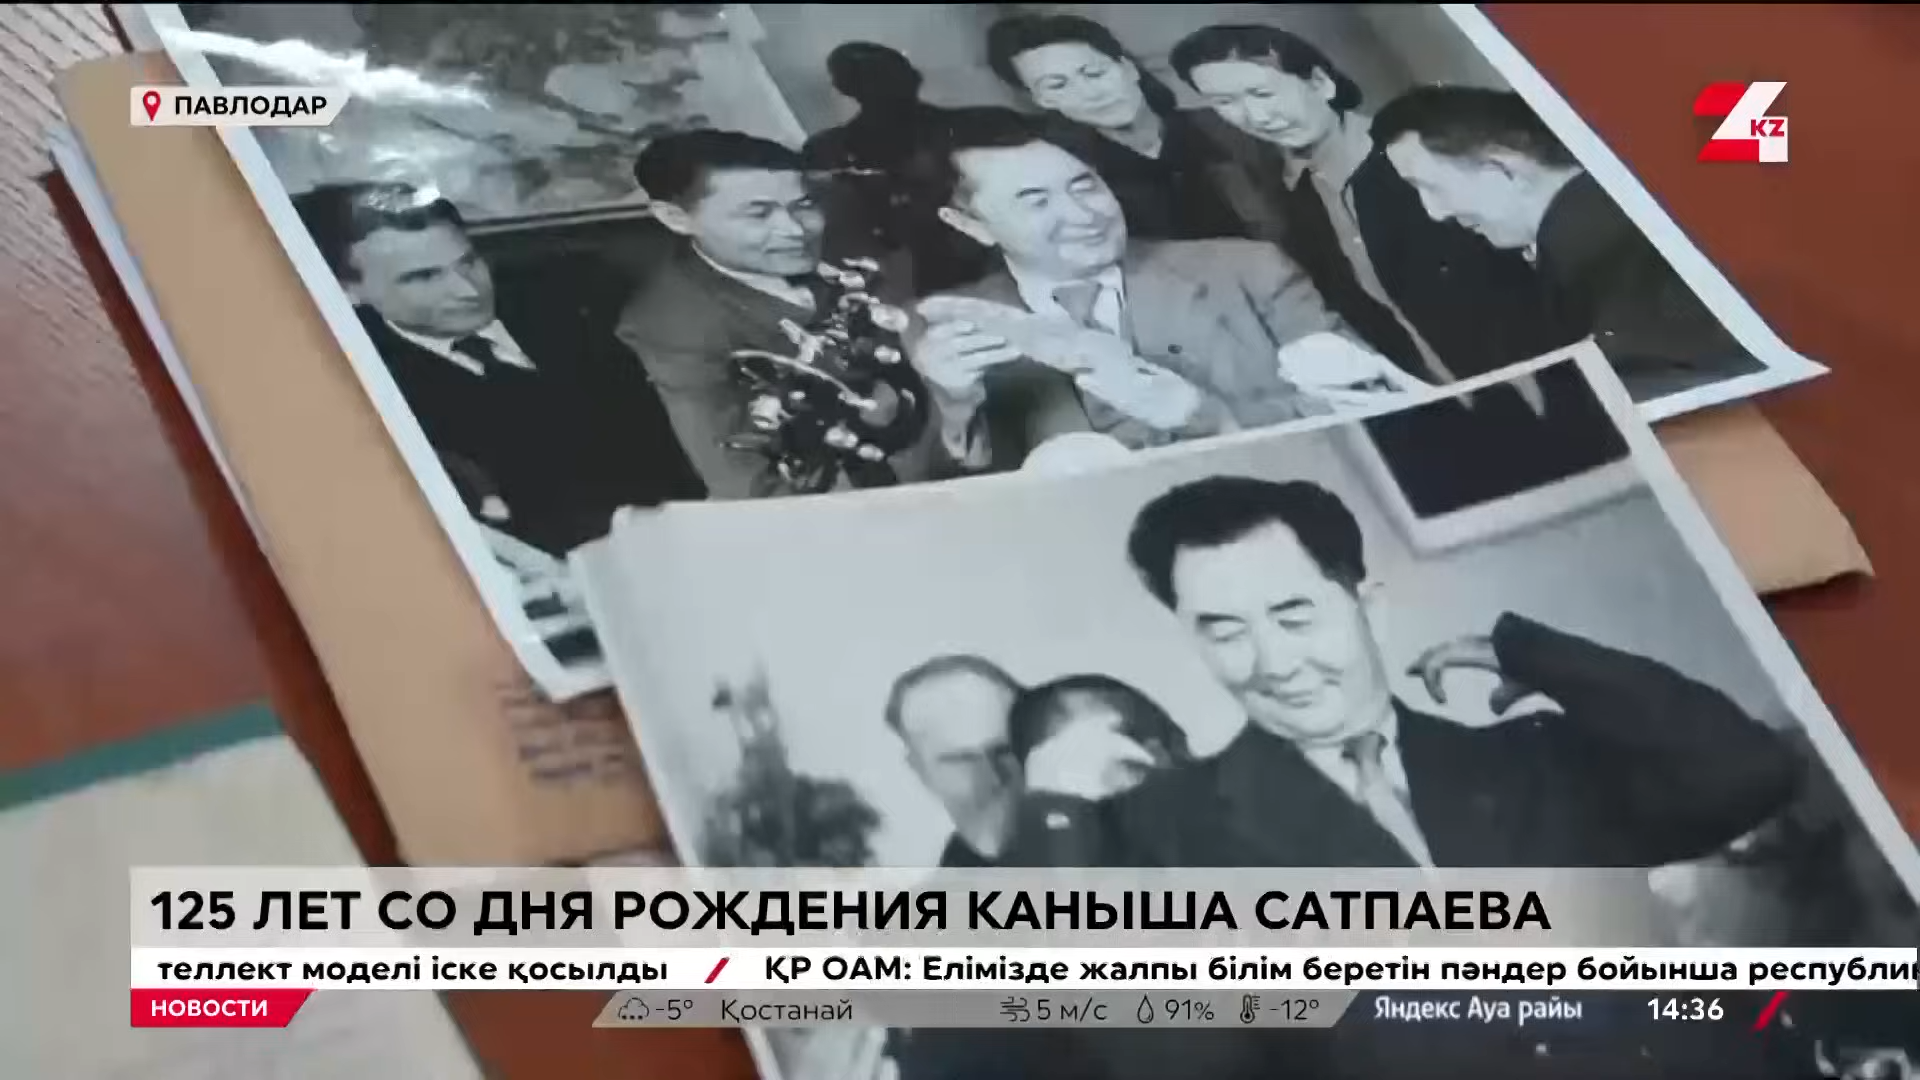 ПАВЛОДАР
24 KZ
125 ЛЕТ СО ДНЯ РОЖДЕНИЯ КАНЫША САТПАЕВА
теллект моделі іске қосылды / ҚР ОАМ: Елімізде жалпы білім беретін пәндер бойынша республи
НОВОСТИ -5° Қостанай 5 м/с 91% -12° Яндекс Ауа райы 14:36